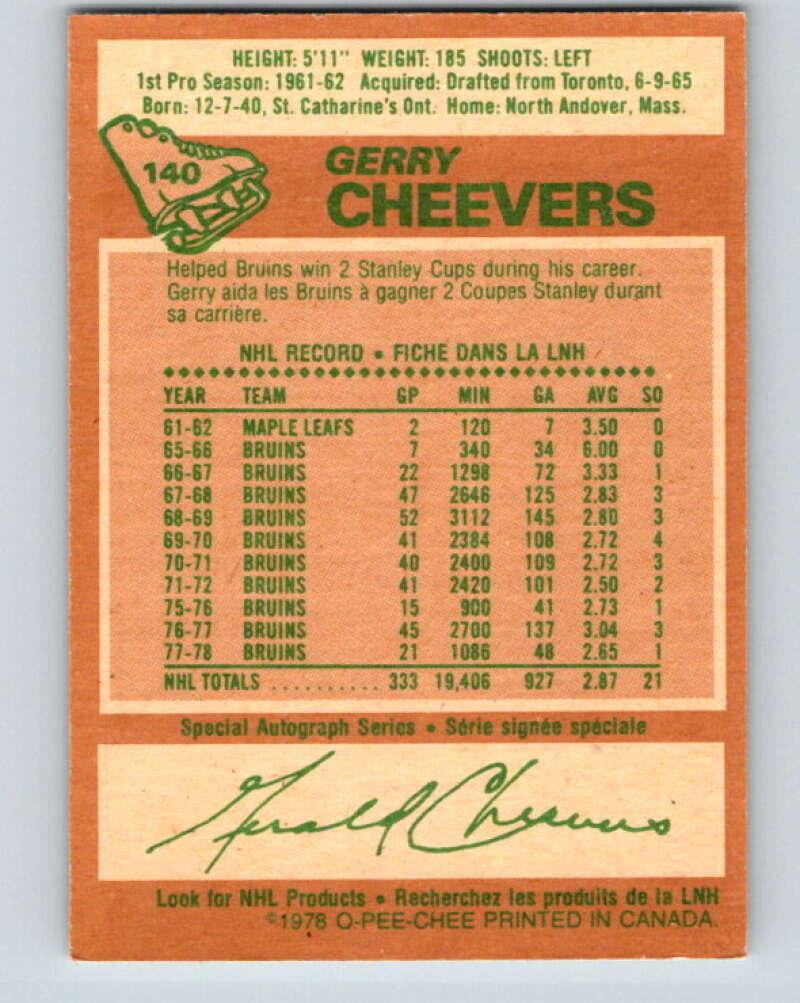 HEIGHT: 5'11" WEIGHT: 185 SHOOTS: LEFT
1st Pro Season: 1961-62 Acquired: Drafted from Toronto, 6-9-65
Born: 12-7-40, St. Catharine's Ont. Home: North Andover, Mass.
140
GERRY
CHEEVERS
Helped Bruins win 2 Stanley Cups during his career.
Gerry aida les Bruins à gagner 2 Coupes Stanley durant
sa carrière.
NHL RECORD • FICHE DANS LA LNH
YEAR TEAM GP MIN GA AVG SO
61-62 MAPLE LEAFS 2 120 7 3.50 0
65-66 BRUINS 7 340 34 6.00 0
66-67 BRUINS 22 1298 72 3.33 1
67-68 BRUINS 47 2646 125 2.83 3
68-69 BRUINS 52 3112 145 2.80 3
69-70 BRUINS 41 2384 108 2.72 4
70-71 BRUINS 40 2400 109 2.72 3
71-72 BRUINS 41 2420 101 2.50 2
75-76 BRUINS 15 900 41 2.73 1
76-77 BRUINS 45 2700 137 3.04 3
77-78 BRUINS 21 1086 48 2.65 1
NHL TOTALS .......... 333 19,406 927 2.87 21
Special Autograph Series • Série signée spéciale
Gerald Cheevers
Look for NHL Products • Recherchez les produits de la LNH
©1978 O-PEE-CHEE PRINTED IN CANADA.